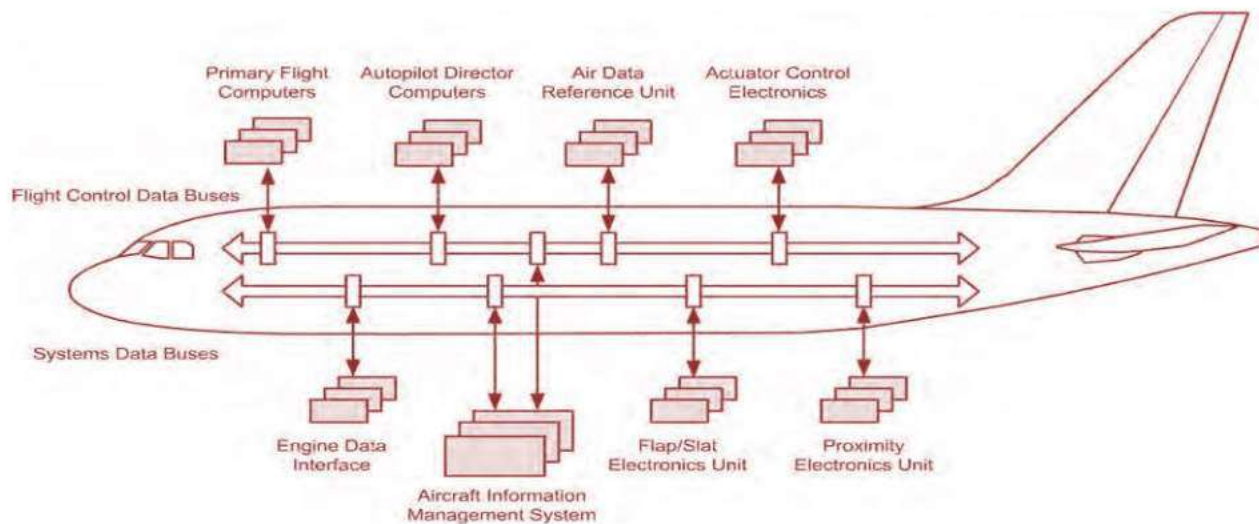 Primary Flight
Computers
Autopilot Director
Computers
Air Data
Reference Unit
Actuator Control
Electronics
Flight Control Data Buses
Systems Data Buses
Engine Data
Interface
Aircraft Information
Management System
Flap/Slat
Electronics Unit
Proximity
Electronics Unit